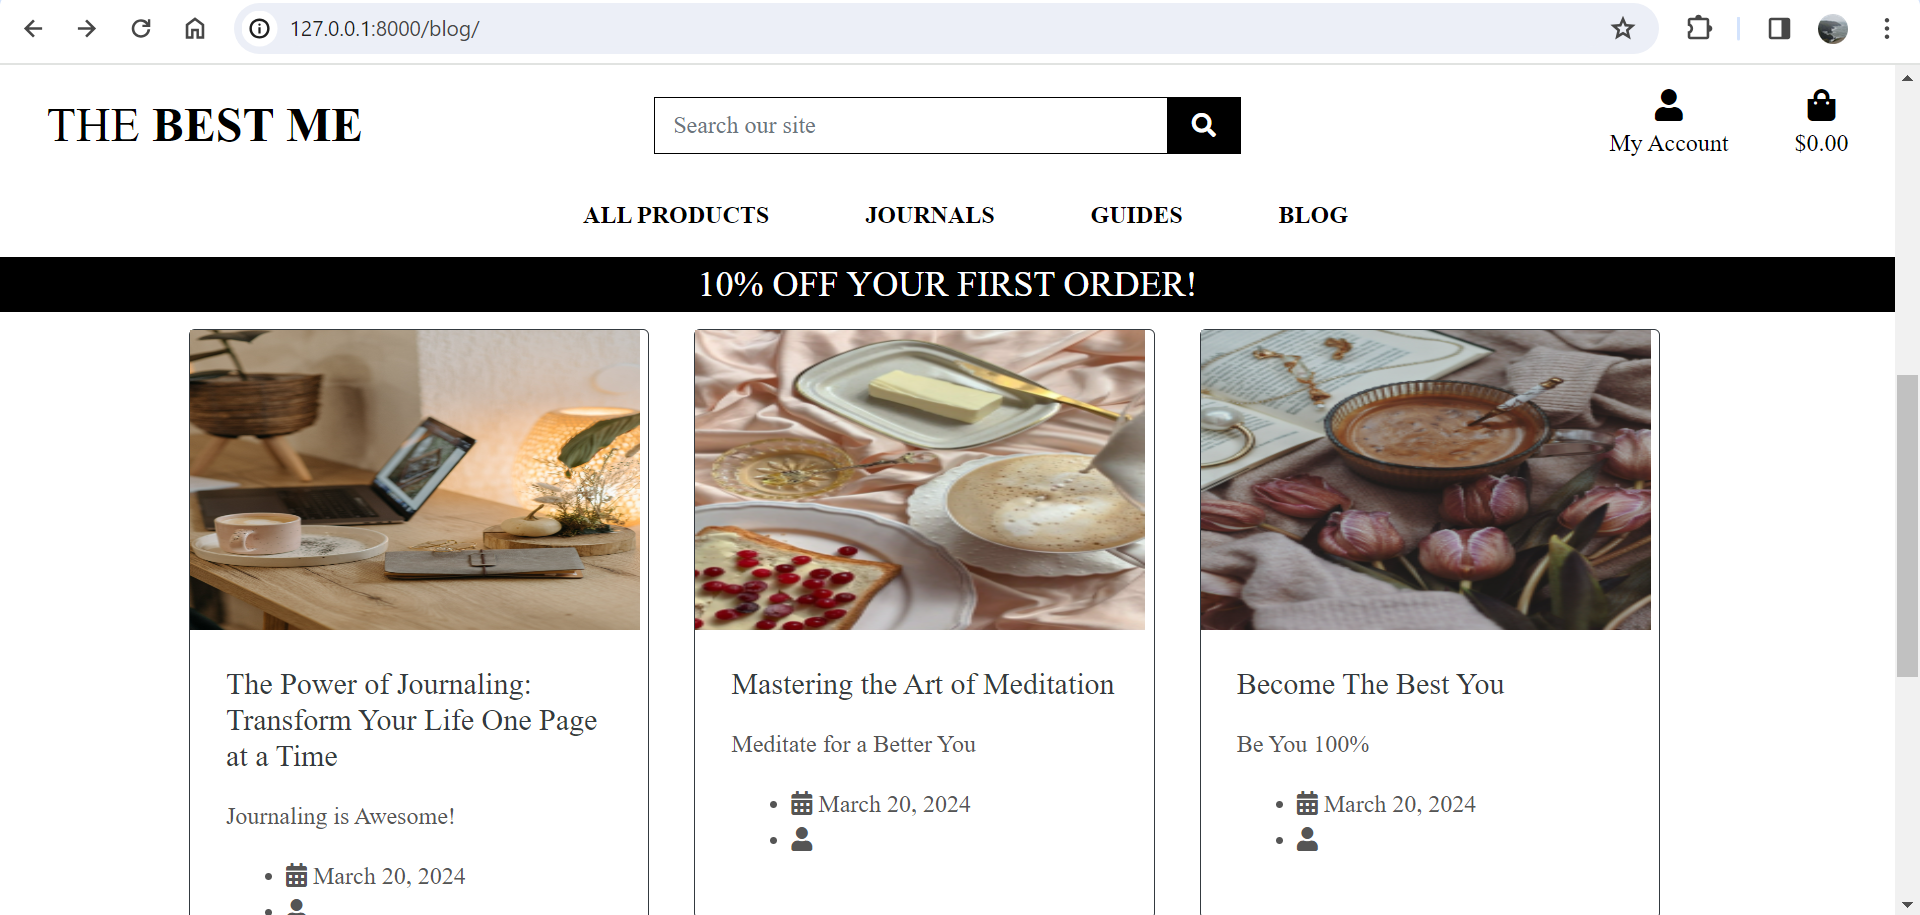 127.0.0.1:8000/blog/
THE BEST ME
Search our site
My Account
$0.00
ALL PRODUCTS
JOURNALS
GUIDES
BLOG
10% OFF YOUR FIRST ORDER!
The Power of Journaling:
Transform Your Life One Page
at a Time
Journaling is Awesome!
March 20, 2024
Mastering the Art of Meditation
Meditate for a Better You
March 20, 2024
Become The Best You
Be You 100%
March 20, 2024